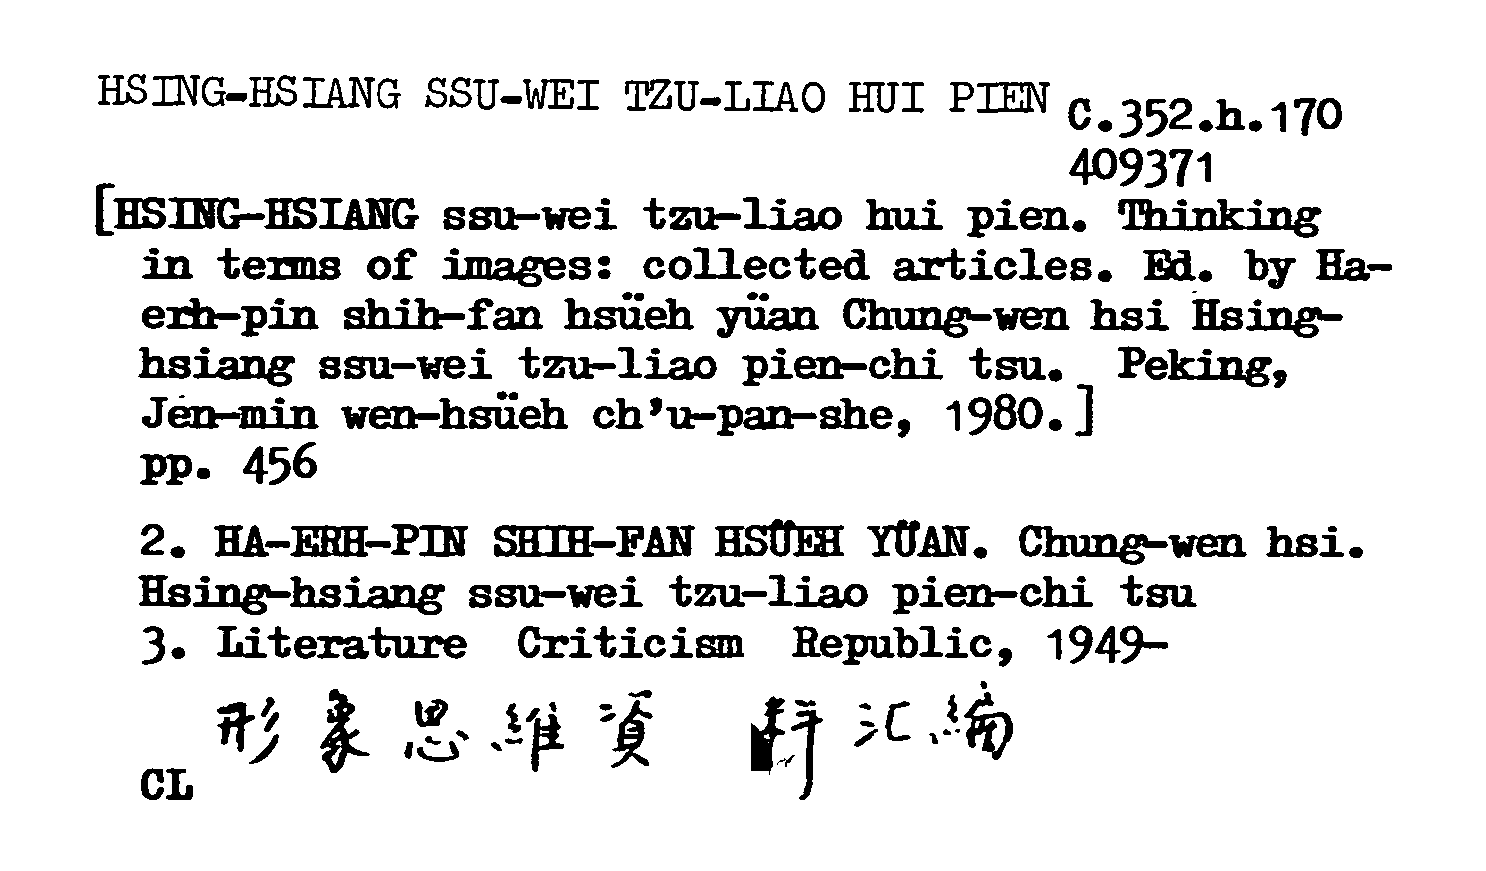 HSING-HSIANG SSU-WEI TZU-LIAO HUI PIEN
C.352.h.170
409371
[HSING-HSIANG ssu-wei tzu-liao hui pien. Thinking
in terms of images: collected articles. Ed. by Ha-
erh-pin shih-fan hsüeh yüan Chung-wen hsi Hsing-
hsiang ssu-wei tzu-liao pien-chi tsu. Peking,
Jen-min wen-hsüeh ch'u-pan-she, 1980.]
pp. 456
2. HA-ERH-PIN SHIH-FAN HSÜEH YÜAN. Chung-wen hsi.
Hsing-hsiang ssu-wei tzu-liao pien-chi tsu
3. Literature Criticism Republic, 1949-
形象思維資料汇編
CL